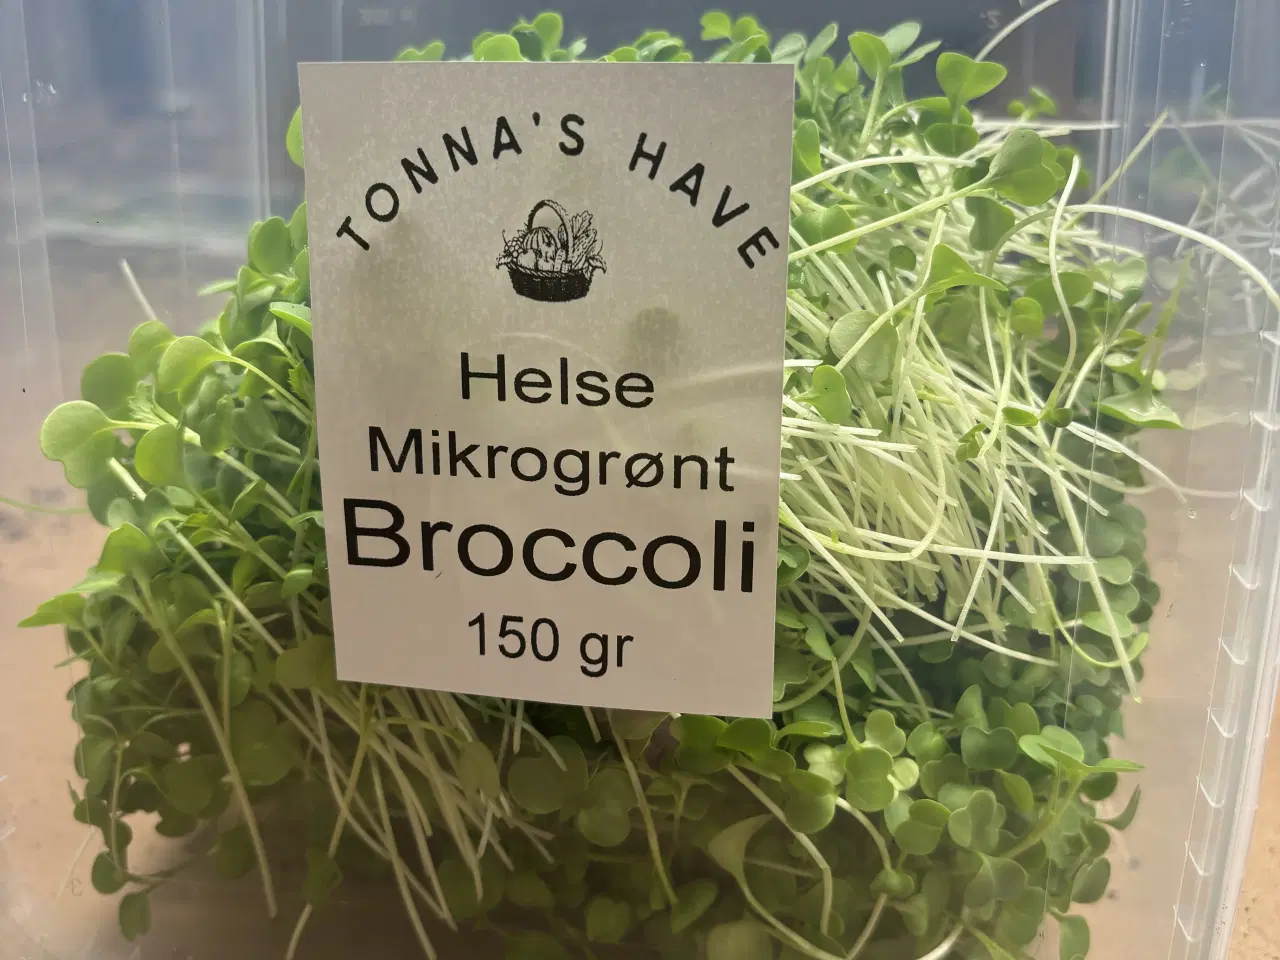 TONNA'S HAVE
Helse
Mikrogrønt
Broccoli
150 gr